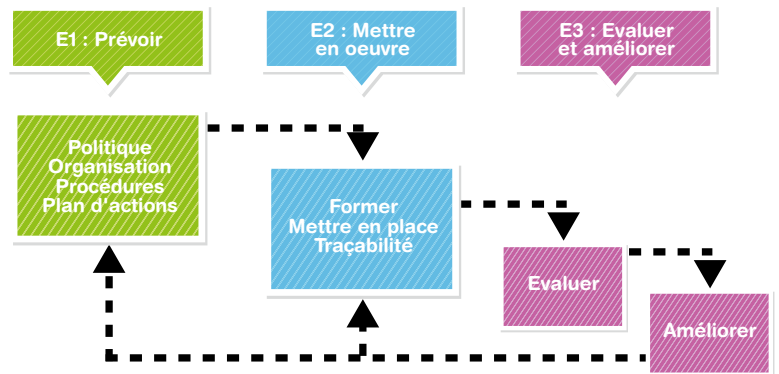 E1 : Prévoir
E2 : Mettre
en oeuvre
E3 : Evaluer
et améliorer
Politique
Organisation
Procédures
Plan d'actions
Former
Mettre en place
Traçabilité
Evaluer
Améliorer